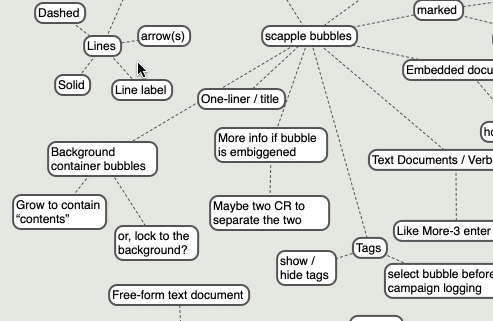 Dashed
marked
Lines
arrow(s)
scapple bubbles
Solid
Line label
Embedded docu
One-liner / title
More info if bubble
is embiggened
ho
Background
container bubbles
Text Documents / Verb
Grow to contain
“contents”
Maybe two CR to
separate the two
or, lock to the
background?
Like More-3 enter
Tags
show /
hide tags
select bubble before
campaign logging
Free-form text document